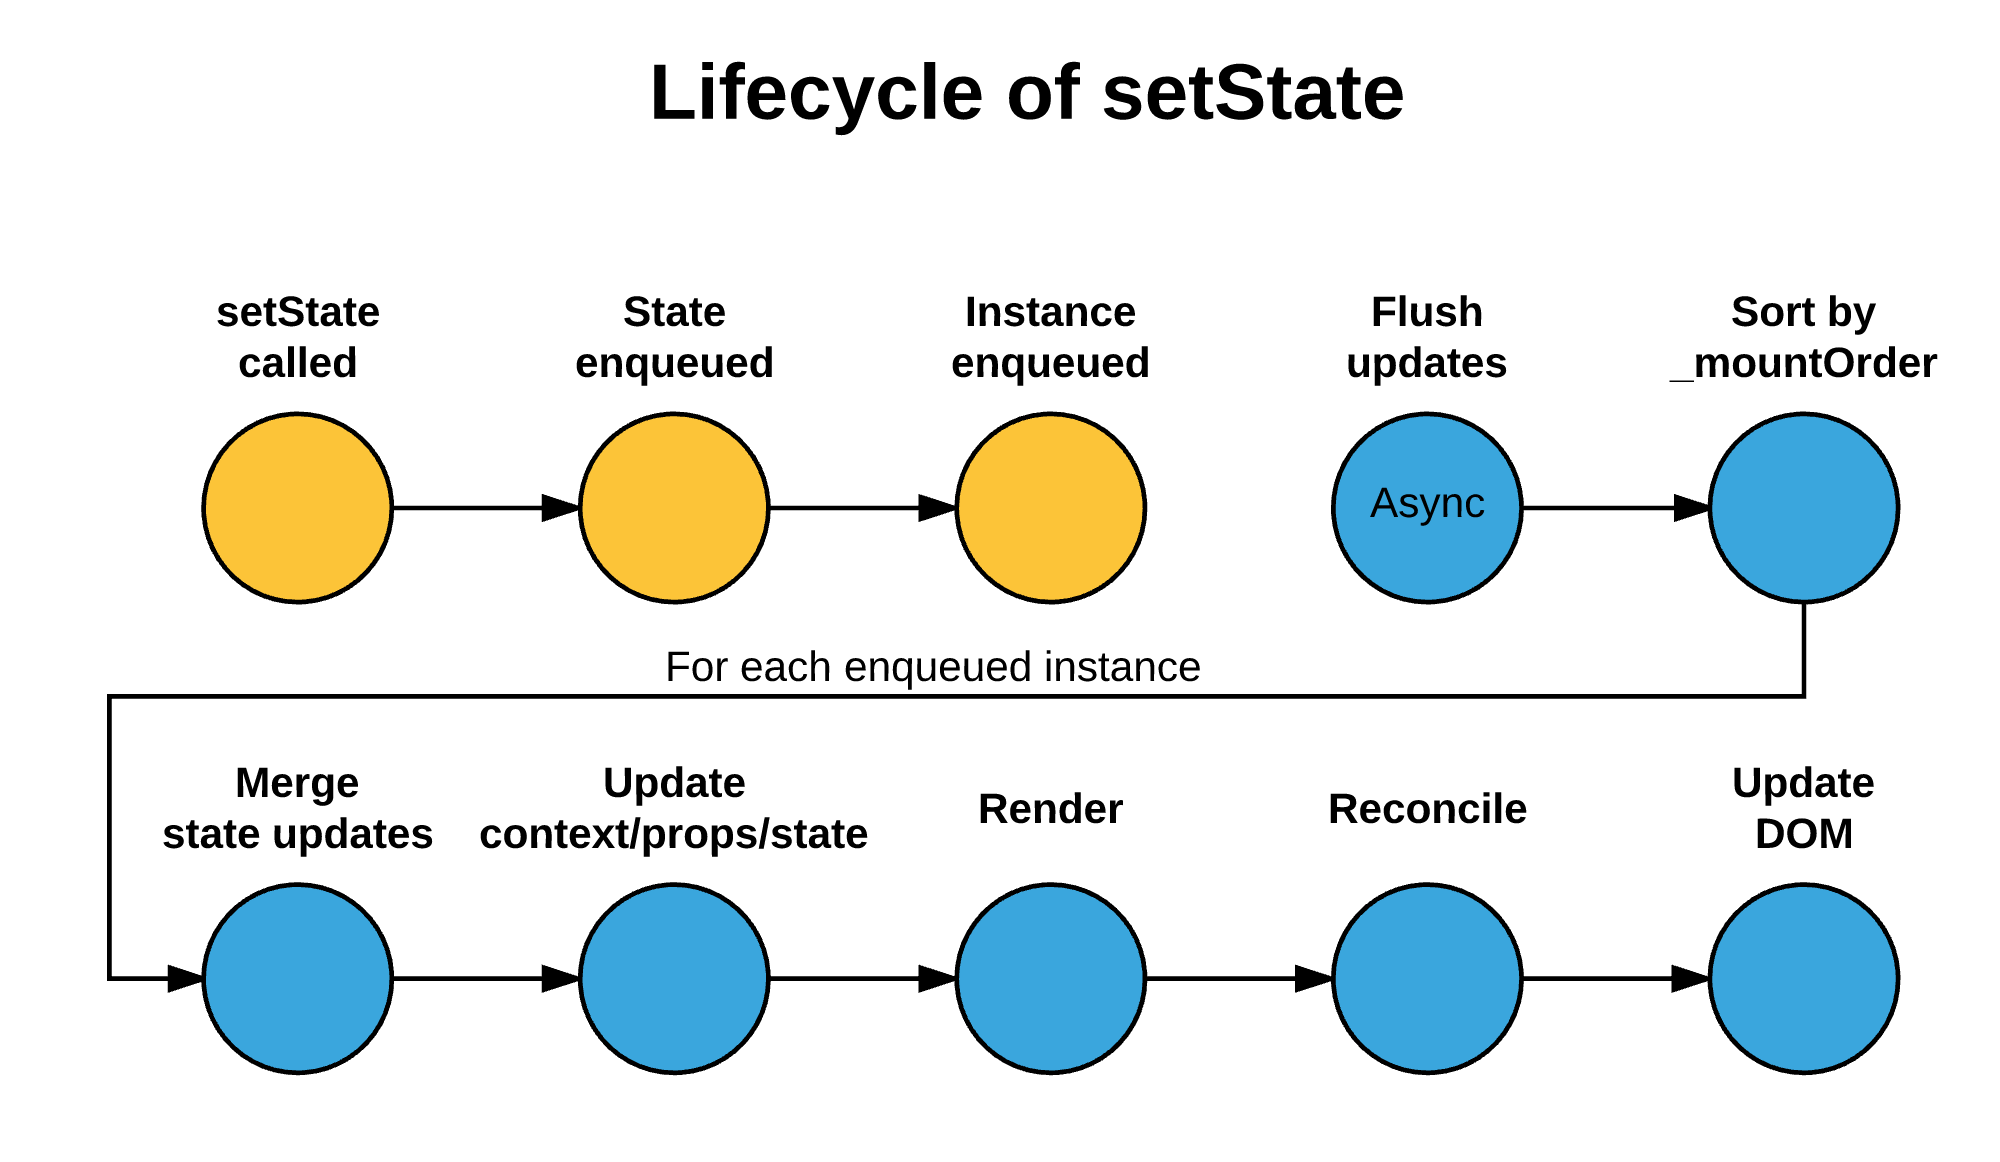 Lifecycle of setState
setState
called
State
enqueued
Instance
enqueued
Flush
updates
Sort by
_mountOrder
Async
For each enqueued instance
Merge
state updates
Update
context/props/state
Render
Reconcile
Update
DOM